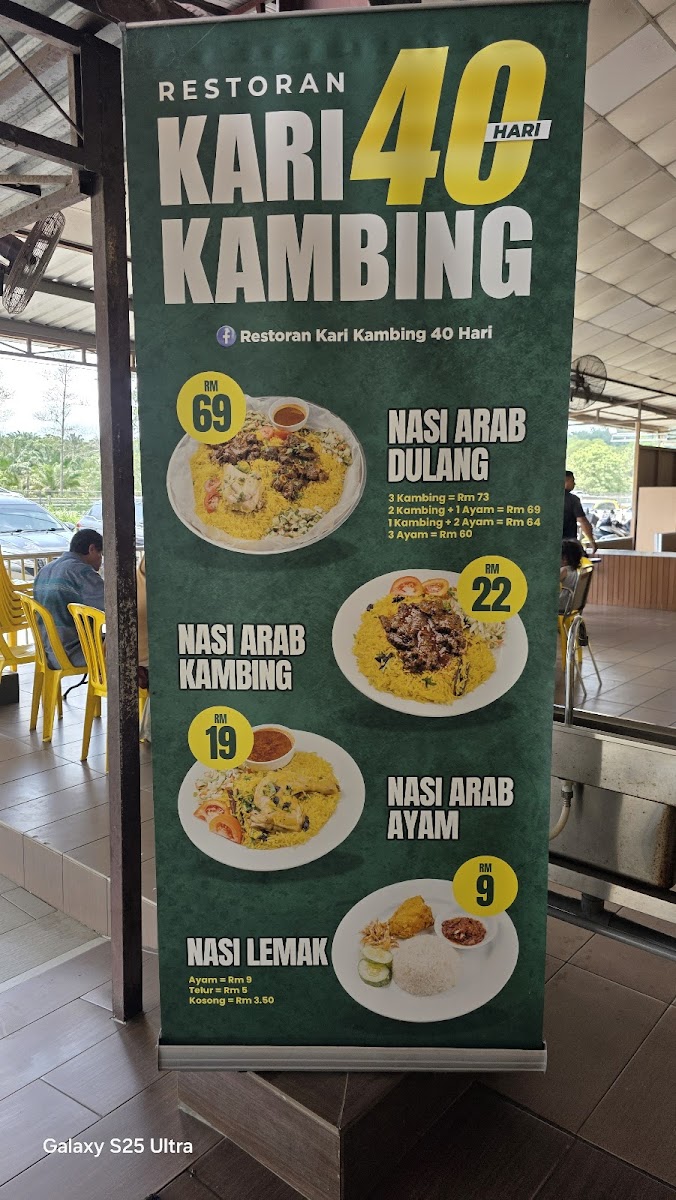 RESTORAN
KARI 40
HARI
KAMBING
Restoran Kari Kambing 40 Hari
RM
69
NASI ARAB
DULANG
3 Kambing = Rm 73
2 Kambing + 1 Ayam = Rm 69
1 Kambing + 2 Ayam = Rm 64
3 Ayam = Rm 60
RM
22
NASI ARAB
KAMBING
RM
19
NASI ARAB
AYAM
RM
9
NASI LEMAK
Ayam = Rm 9
Telur = Rm 5
Kosong = Rm 3.50
Galaxy S25 Ultra